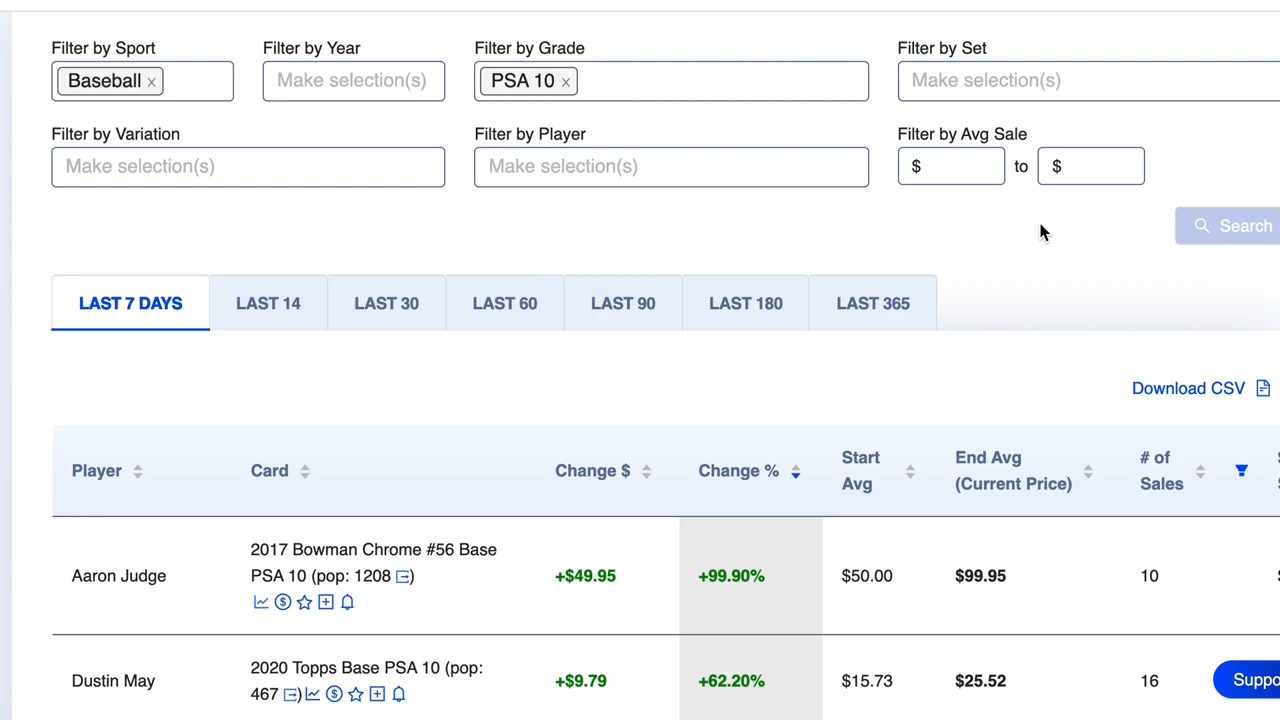 Filter by Sport Filter by Year Filter by Grade Filter by Set
Baseball × Make selection(s) PSA 10 × Make selection(s)
Filter by Variation Filter by Player Filter by Avg Sale
Make selection(s) Make selection(s) $ to $
Search
LAST 7 DAYS LAST 14 LAST 30 LAST 60 LAST 90 LAST 180 LAST 365
Download CSV
Player Card Change $ Change % Start Avg End Avg (Current Price) # of Sales
2017 Bowman Chrome #56 Base
Aaron Judge PSA 10 (pop: 1208 ) +$49.95 +99.90% $50.00 $99.95 10
2020 Topps Base PSA 10 (pop:
Dustin May 467 ) +$9.79 +62.20% $15.73 $25.52 16